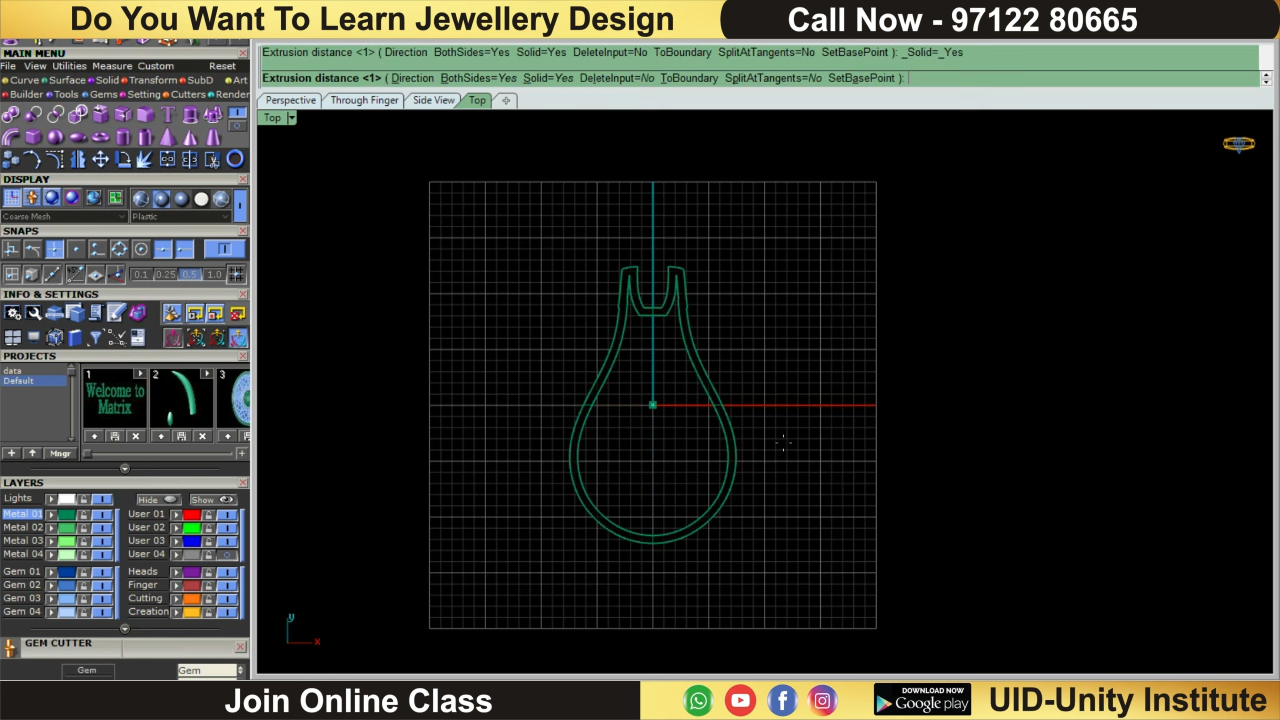 Do You Want To Learn Jewellery Design
Call Now - 97122 80665
MAIN MENU
Extrusion distance <1> ( Direction BothSides=Yes Solid=Yes DeleteInput=No ToBoundary SplitAtTangents=No SetBasePoint ): _Solid=_Yes
File View Utilities Measure Custom Reset
Extrusion distance <1> ( Direction BothSides=Yes Solid=Yes DeleteInput=No ToBoundary SplitAtTangents=No SetBasePoint ):
Curve Surface Solid Transform SubD Art
Builder Tools Gems Setting Cutters Render
Perspective Through Finger Side View Top
Top
DISPLAY
Coarse Mesh Plastic
SNAPS
0.1 0.25 0.5 1.0
INFO & SETTINGS
PROJECTS
data
Default
1 2 3
Welcome to Matrix
Mngr
LAYERS
Lights Hide Show
Metal 01 User 01
Metal 02 User 02
Metal 03 User 03
Metal 04 User 04
Gem 01 Heads
Gem 02 Finger
Gem 03 Cutting
Gem 04 Creation
y
x
GEM CUTTER
Gem Gem
Join Online Class
DOWNLOAD NOW
Google play
UID-Unity Institute